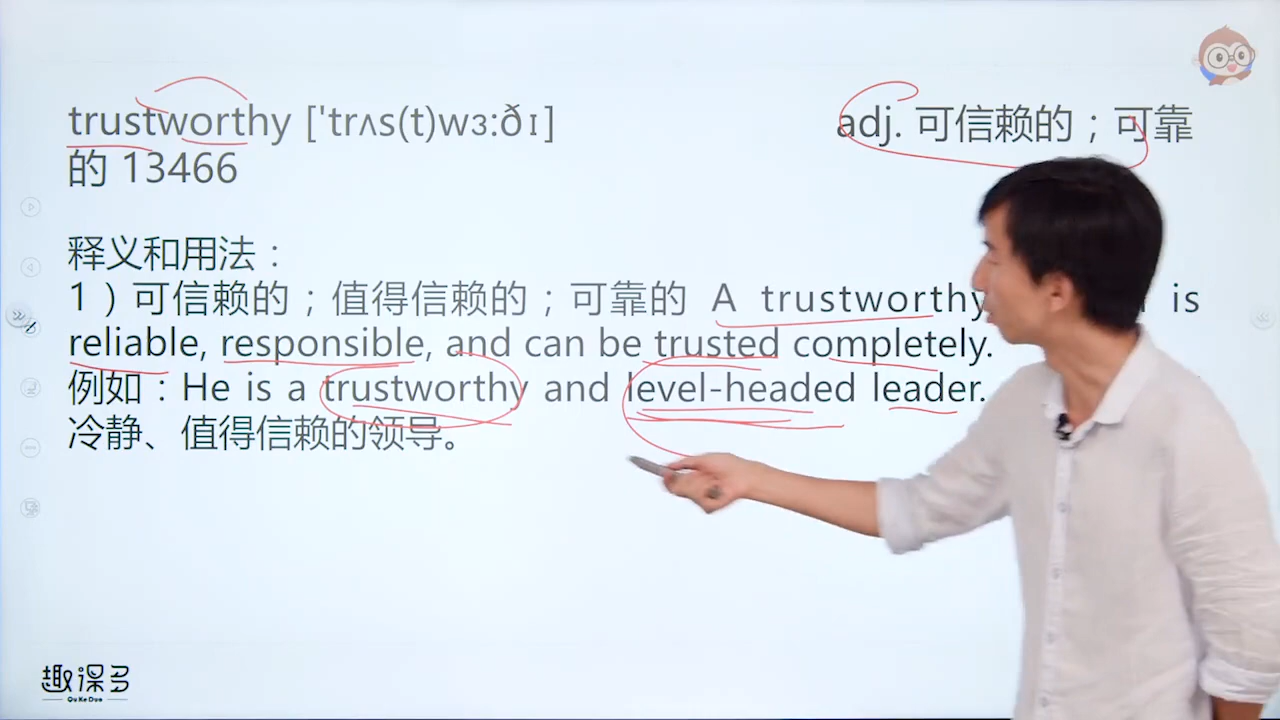 trustworthy ['trʌs(t)wɜ:ðɪ] adj. 可信赖的；可靠
的 13466
释义和用法：
1）可信赖的；值得信赖的；可靠的 A trustworthy is
reliable, responsible, and can be trusted completely.
例如：He is a trustworthy and level-headed leader.
冷静、值得信赖的领导。
趣课多
Qu Ke Duo